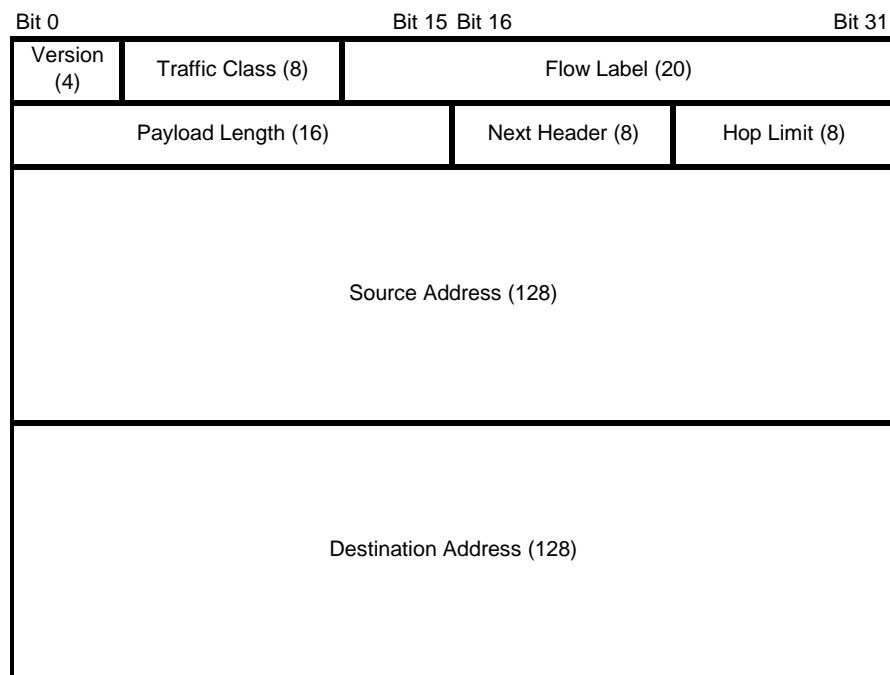 Bit 0 Bit 15 Bit 16 Bit 31
Version
(4)
Traffic Class (8)
Flow Label (20)
Payload Length (16)
Next Header (8)
Hop Limit (8)
Source Address (128)
Destination Address (128)